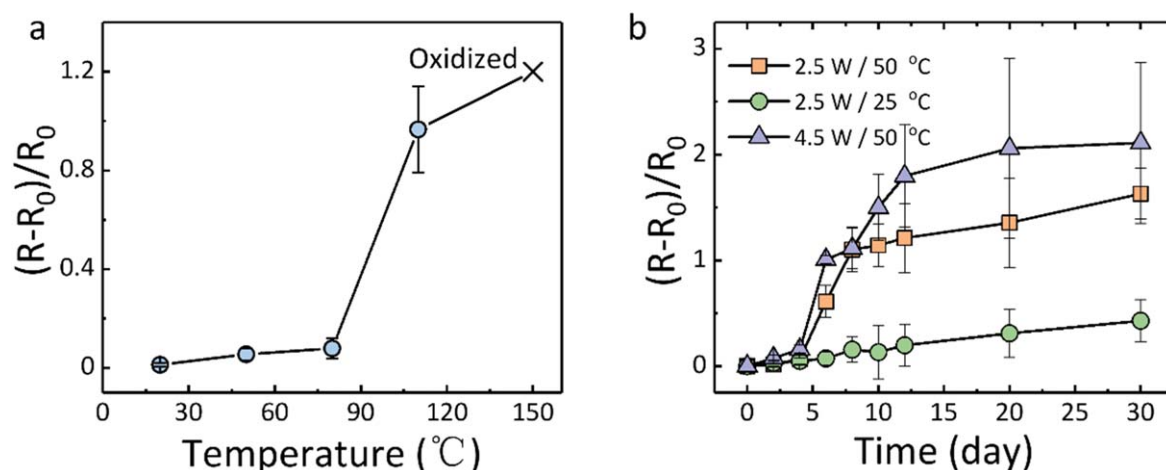 a
Oxidized
1.2
0.8
0.4
0
0 30 60 90 120 150
Temperature (℃)
(R-R₀)/R₀
b
2.5 W / 50 °C
2.5 W / 25 °C
4.5 W / 50 °C
3
2
1
0
0 5 10 15 20 25 30
Time (day)
(R-R₀)/R₀